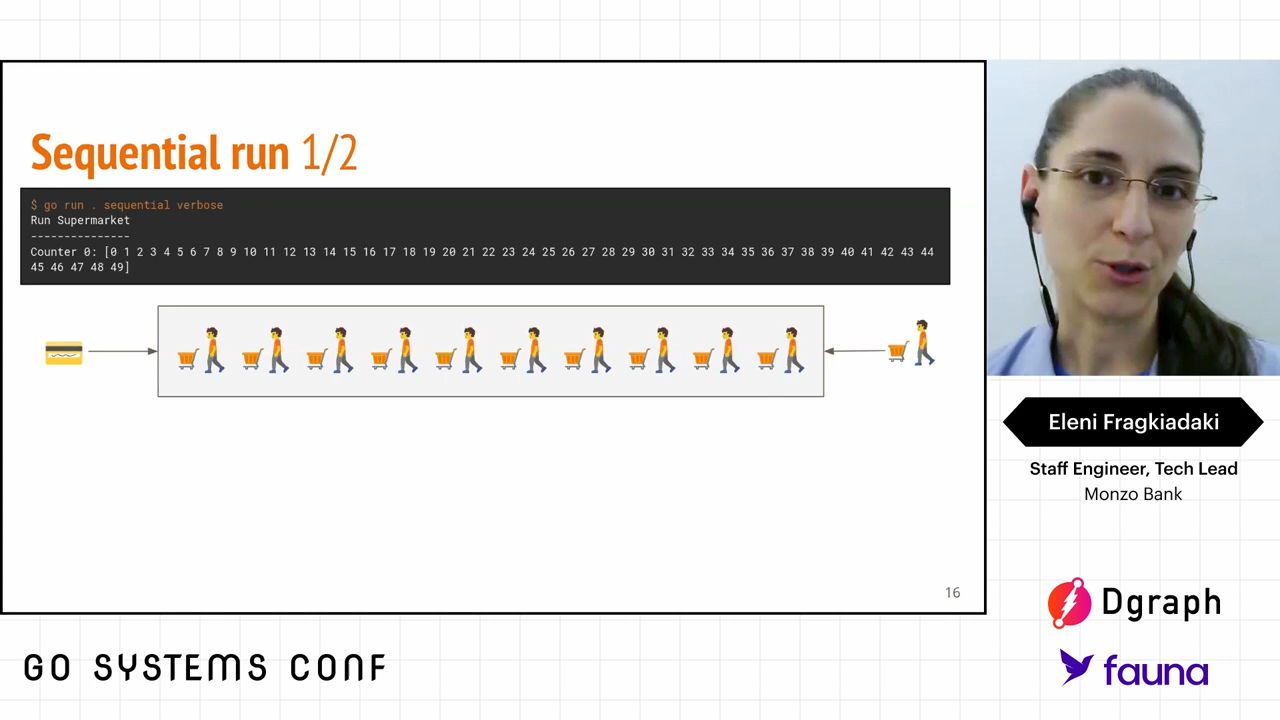 Sequential run 1/2
$ go run . sequential verbose
Run Supermarket
---------------
Counter 0: [0 1 2 3 4 5 6 7 8 9 10 11 12 13 14 15 16 17 18 19 20 21 22 23 24 25 26 27 28 29 30 31 32 33 34 35 36 37 38 39 40 41 42 43 44
45 46 47 48 49]
16
Eleni Fragkiadaki
Staff Engineer, Tech Lead
Monzo Bank
Dgraph
fauna
GO SYSTEMS CONF